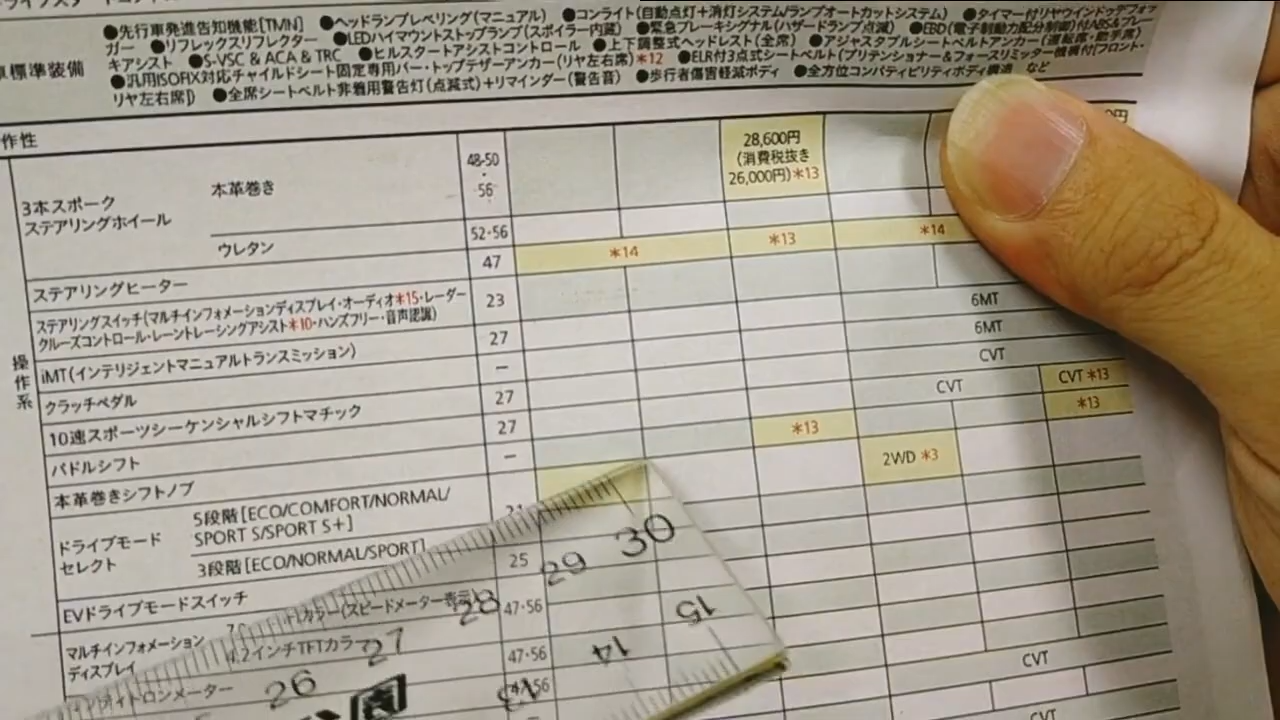 ●先行車発進告知機能[TMN] ●ヘッドランプレベリング(マニュアル) ●コンライト(自動点灯+消灯システム/ランプオートカットシステム)
ガー ●リフレックスリフレクター ●LEDハイマウントストップランプ(スポイラー内蔵) ●緊急ブレーキシグナル(ハザードランプ点滅) ●EBD(電子制動力配分制御)付ABS&ブレー
キアシスト ●S-VSC & ACA & TRC ●ヒルスタートアシストコントロール ●上下調整式ヘッドレスト(全席) ●アジャスタブルシートベルトアンカー(運転席・助手席)
標準装備
●汎用ISOFIX対応チャイルドシート固定専用バー・トップテザーアンカー(リヤ左右席)*12 ●ELR付3点式シートベルト(プリテンショナー&フォースリミッター機構付[フロント・
リヤ左右席]) ●全席シートベルト非着用警告灯(点滅式)+リマインダー(警告音) ●歩行者傷害軽減ボディ ●全方位コンパティビリティボディ構造 など
作性
3本スポーク
ステアリングホイール
本革巻き
48-50
・
56
28,600円
(消費税抜き
26,000円)*13
円
ウレタン
52・56
ステアリングヒーター
47
*14
*13
*14
ステアリングスイッチ(マルチインフォメーションディスプレイ・オーディオ*15・レーダー
クルーズコントロール・レーントレーシングアシスト*10・ハンズフリー・音声認識)
23
操作系
iMT(インテリジェントマニュアルトランスミッション)
27
6MT
クラッチペダル
−
6MT
10速スポーツシーケンシャルシフトマチック
27
CVT
パドルシフト
27
CVT
CVT *13
本革巻きシフトノブ
−
*13
*13
ドライブモード
セレクト
5段階[ECO/COMFORT/NORMAL/
SPORT S/SPORT S+]
2WD *3
3段階[ECO/NORMAL/SPORT]
25
EVドライブモードスイッチ
47・56
マルチインフォメーション
ディスプレイ
カラー(スピードメーター表示)
4.2インチTFTカラー
47・56
CVT
CVT
26
27
28
29
30
13
14
15
園